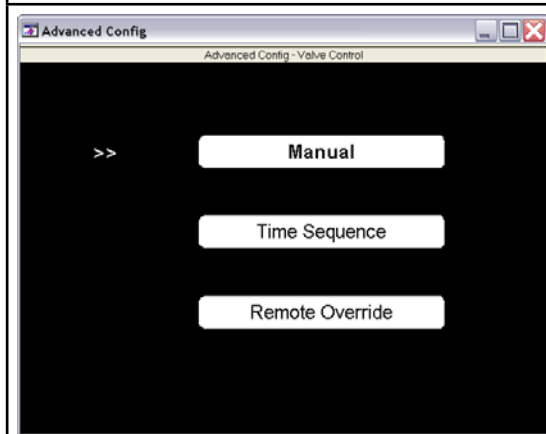 Advanced Config
Advanced Config - Valve Control
>> Manual
Time Sequence
Remote Override